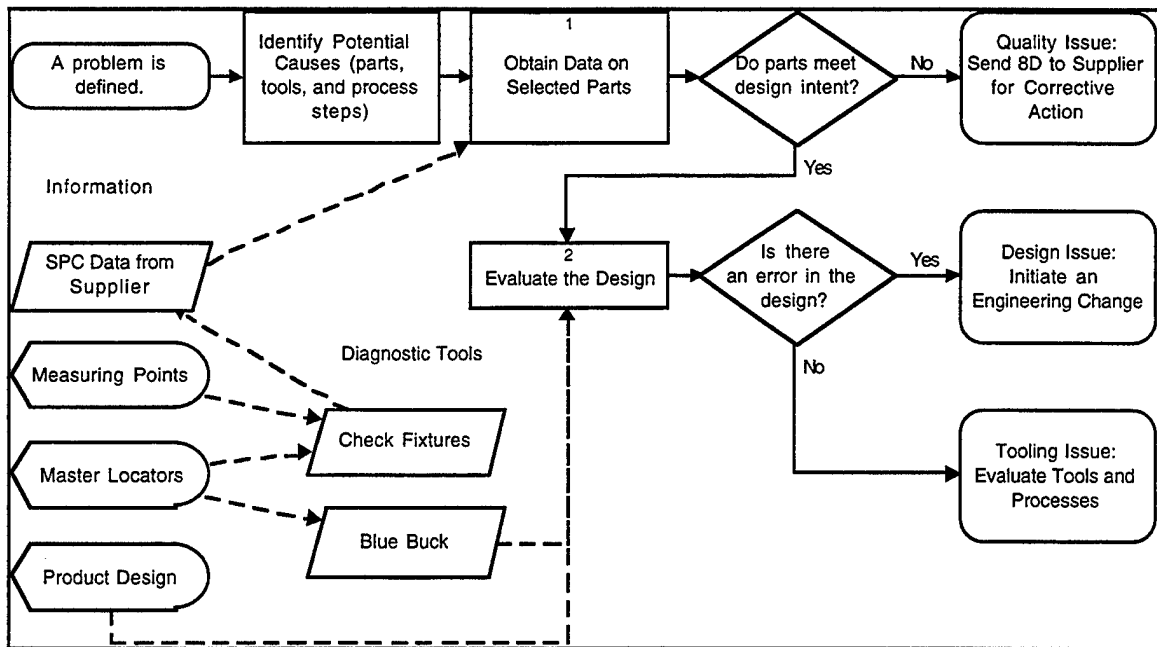 A problem is
defined.
Identify Potential
Causes (parts,
tools, and process
steps)
1
Obtain Data on
Selected Parts
Do parts meet
design intent?
No
Quality Issue:
Send 8D to Supplier
for Corrective
Action
Yes
Information
SPC Data from
Supplier
2
Evaluate the Design
Is there
an error in the
design?
Yes
Design Issue:
Initiate an
Engineering Change
No
Diagnostic Tools
Measuring Points
Check Fixtures
Master Locators
Tooling Issue:
Evaluate Tools and
Processes
Blue Buck
Product Design